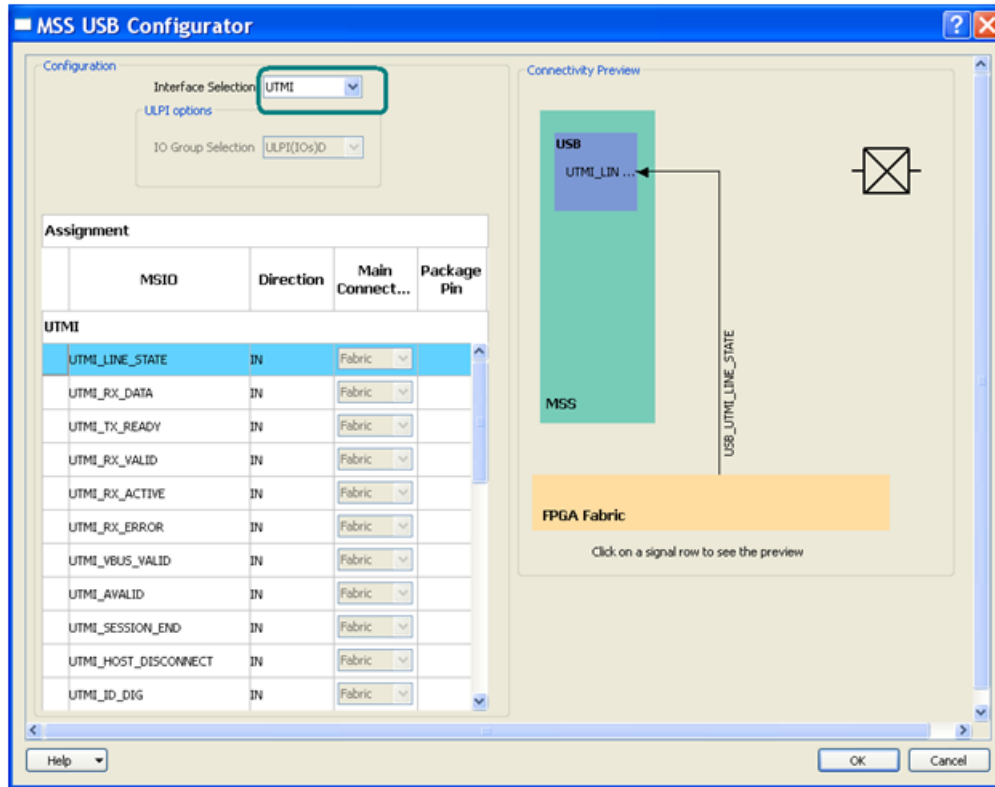 MSS USB Configurator
Configuration
Interface Selection UTMI
ULPI options
IO Group Selection ULPI(IOs)D
Assignment
MSIO Direction Main Connect... Package Pin
UTMI
UTMI_LINE_STATE IN Fabric
UTMI_RX_DATA IN Fabric
UTMI_TX_READY IN Fabric
UTMI_RX_VALID IN Fabric
UTMI_RX_ACTIVE IN Fabric
UTMI_RX_ERROR IN Fabric
UTMI_VBUS_VALID IN Fabric
UTMI_AVALID IN Fabric
UTMI_SESSION_END IN Fabric
UTMI_HOST_DISCONNECT IN Fabric
UTMI_ID_DIG IN Fabric
Connectivity Preview
USB
UTMI_LIN ...
MSS
USB_UTMI_LINE_STATE
FPGA Fabric
Click on a signal row to see the preview
Help
OK
Cancel